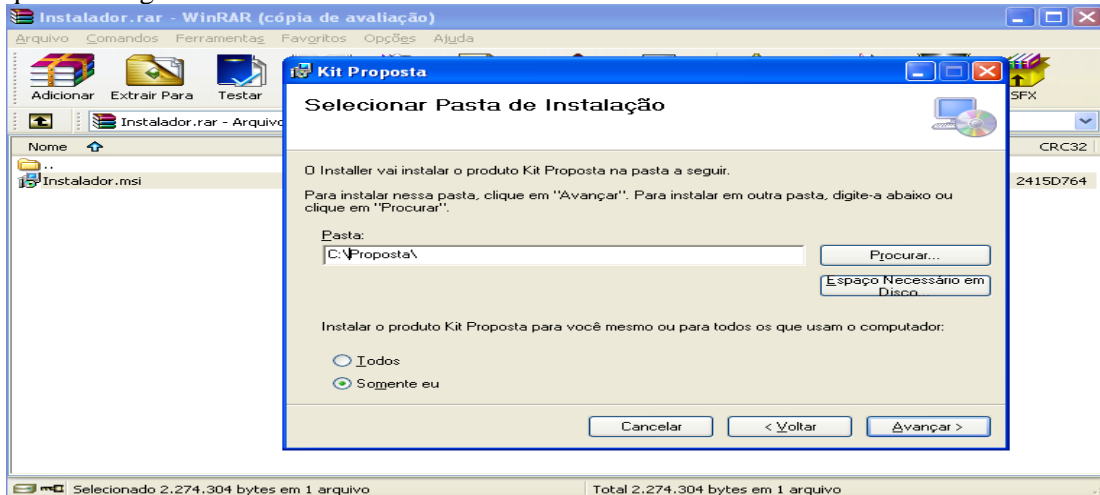 Instalador.rar - WinRAR (cópia de avaliação)
Arquivo Comandos Ferramentas Favoritos Opções Ajuda
Adicionar Extrair Para Testar SFX
Instalador.rar - Arquivo
Nome CRC32
..
Instalador.msi 2415D764
Kit Proposta
Selecionar Pasta de Instalação
O Installer vai instalar o produto Kit Proposta na pasta a seguir.
Para instalar nessa pasta, clique em "Avançar". Para instalar em outra pasta, digite-a abaixo ou
clique em "Procurar".
Pasta:
C:\Proposta\
Procurar...
Espaço Necessário em
Disco...
Instalar o produto Kit Proposta para você mesmo ou para todos os que usam o computador:
Todos
Somente eu
Cancelar < Voltar Avançar >
Selecionado 2.274.304 bytes em 1 arquivo Total 2.274.304 bytes em 1 arquivo